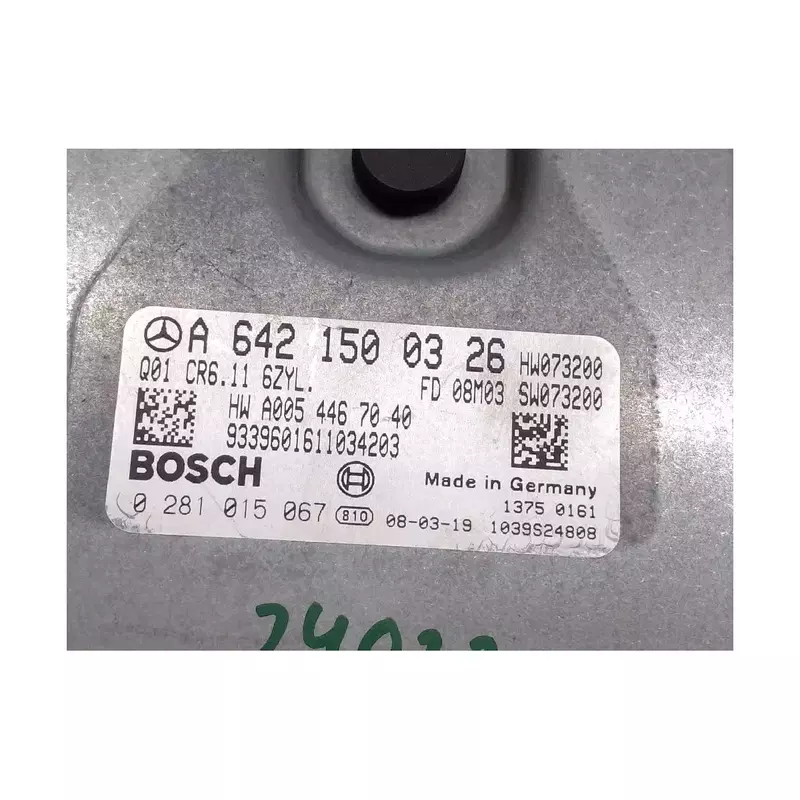 A 642 150 03 26 HW073200
Q01 CR6.11 6ZYL. FD 08M03 SW073200
HW A005 446 70 40
9339601611034203
BOSCH Made in Germany
1375 0161
0 281 015 067 810 08-03-19 1039S24808